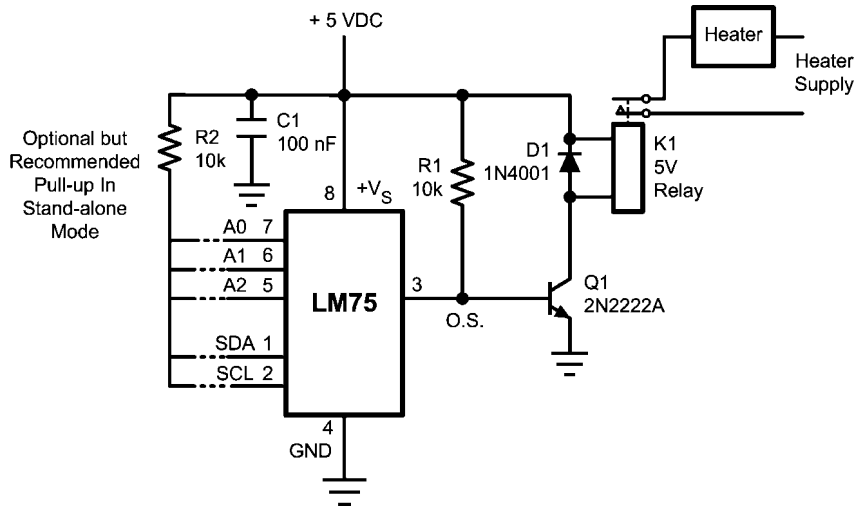 + 5 VDC
Heater
Heater
Supply
Optional but
Recommended
Pull-up In
Stand-alone
Mode
R2
10k
C1
100 nF
R1
10k
D1
1N4001
K1
5V
Relay
8
+VS
A0 7
A1 6
A2 5
SDA 1
SCL 2
LM75
3
O.S.
Q1
2N2222A
4
GND